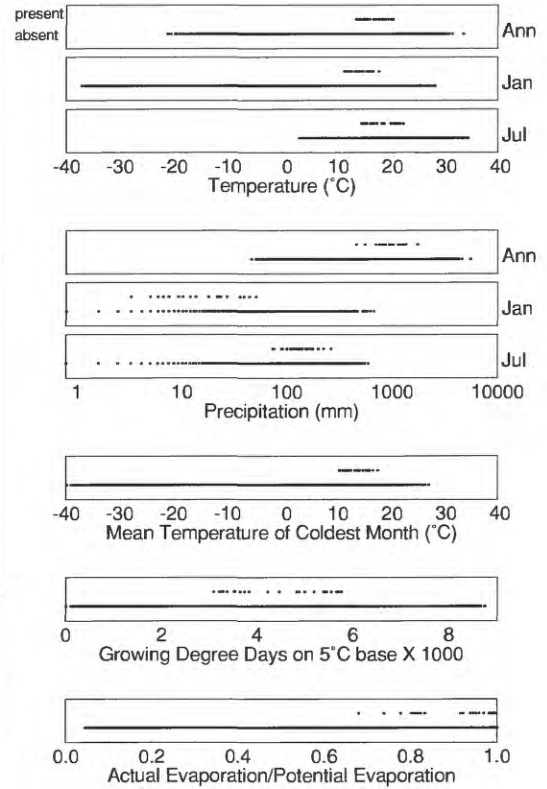 present
absent
Ann
Jan
Jul
-40 -30 -20 -10 0 10 20 30 40
Temperature (˚C)
Ann
Jan
Jul
1 10 100 1000 10000
Precipitation (mm)
-40 -30 -20 -10 0 10 20 30 40
Mean Temperature of Coldest Month (˚C)
0 2 4 6 8
Growing Degree Days on 5˚C base X 1000
0.0 0.2 0.4 0.6 0.8 1.0
Actual Evaporation/Potential Evaporation